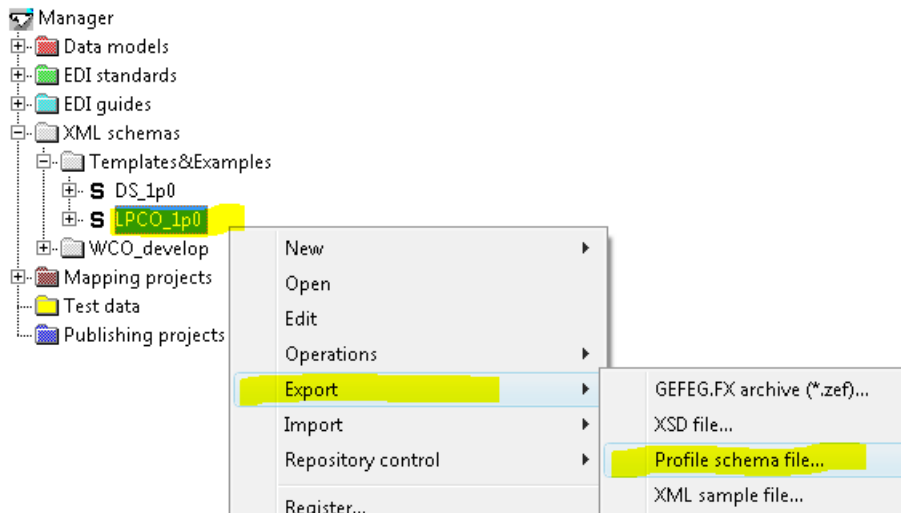 Manager
Data models
EDI standards
EDI guides
XML schemas
Templates&Examples
S DS_1p0
S LPCO_1p0
WCO_develop
Mapping projects
Test data
Publishing projects
New
Open
Edit
Operations
Export
Import
Repository control
Register...
GEFEG.FX archive (*.zef)...
XSD file...
Profile schema file...
XML sample file...